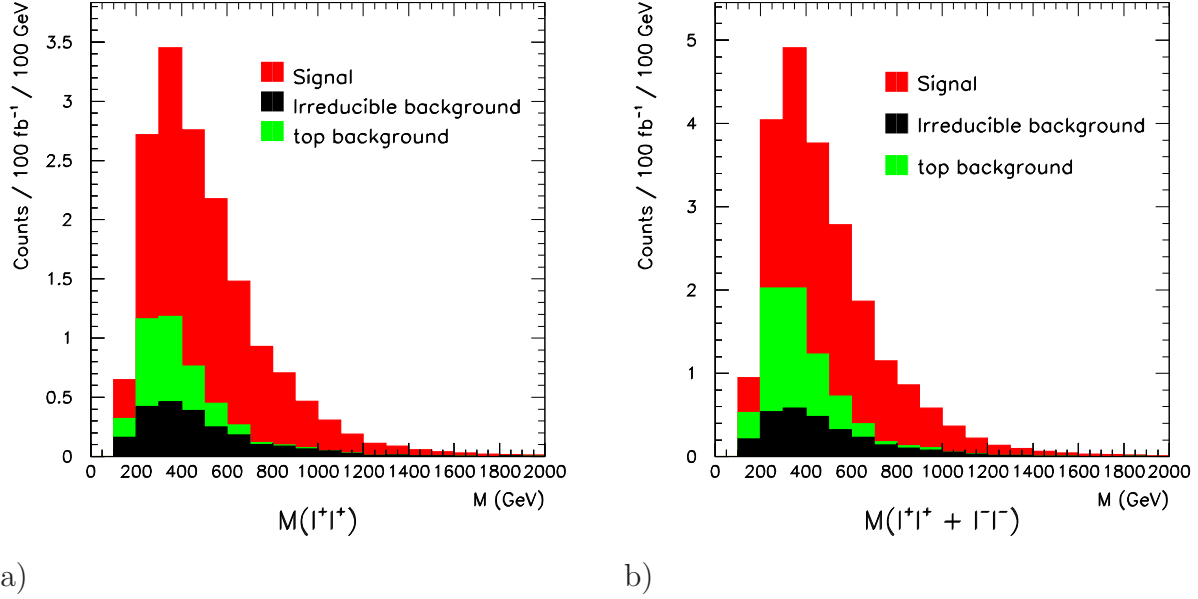 Counts / 100 fb⁻¹ / 100 GeV
3.5
3
2.5
2
1.5
1
0.5
0
Signal
Irreducible background
top background
0 200 400 600 800 1000 1200 1400 1600 1800 2000
M (GeV)
M(l⁺l⁺)
a)
Counts / 100 fb⁻¹ / 100 GeV
5
4
3
2
1
0
Signal
Irreducible background
top background
0 200 400 600 800 1000 1200 1400 1600 1800 2000
M (GeV)
M(l⁺l⁺ + l⁻l⁻)
b)